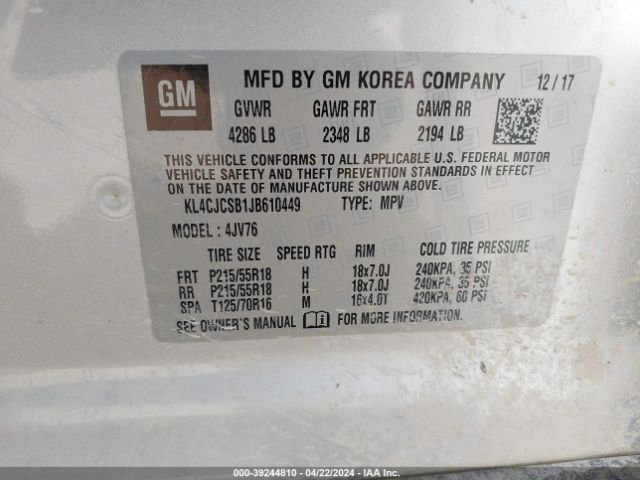 GM
MFD BY GM KOREA COMPANY 12/17
GVWR GAWR FRT GAWR RR
4286 LB 2348 LB 2194 LB
THIS VEHICLE CONFORMS TO ALL APPLICABLE U.S. FEDERAL MOTOR
VEHICLE SAFETY AND THEFT PREVENTION STANDARDS IN EFFECT
ON THE DATE OF MANUFACTURE SHOWN ABOVE.
KL4CJCSB1JB610449 TYPE: MPV
MODEL: 4JV76
TIRE SIZE SPEED RTG RIM COLD TIRE PRESSURE
FRT P215/55R18 H 18x7.0J 240KPA, 35 PSI
RR P215/55R18 H 18x7.0J 240KPA, 35 PSI
SPA T125/70R16 M 16x4.0T 420KPA, 60 PSI
SEE OWNER'S MANUAL FOR MORE INFORMATION.
000-39244810 - 04/22/2024 - IAA Inc.